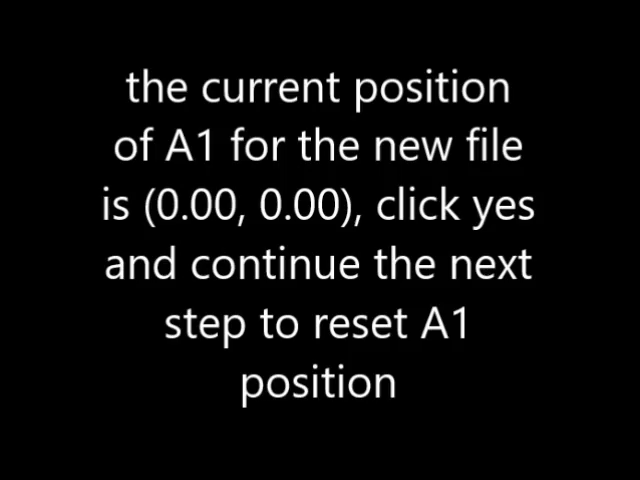 the current position
of A1 for the new file
is (0.00, 0.00), click yes
and continue the next
step to reset A1
position